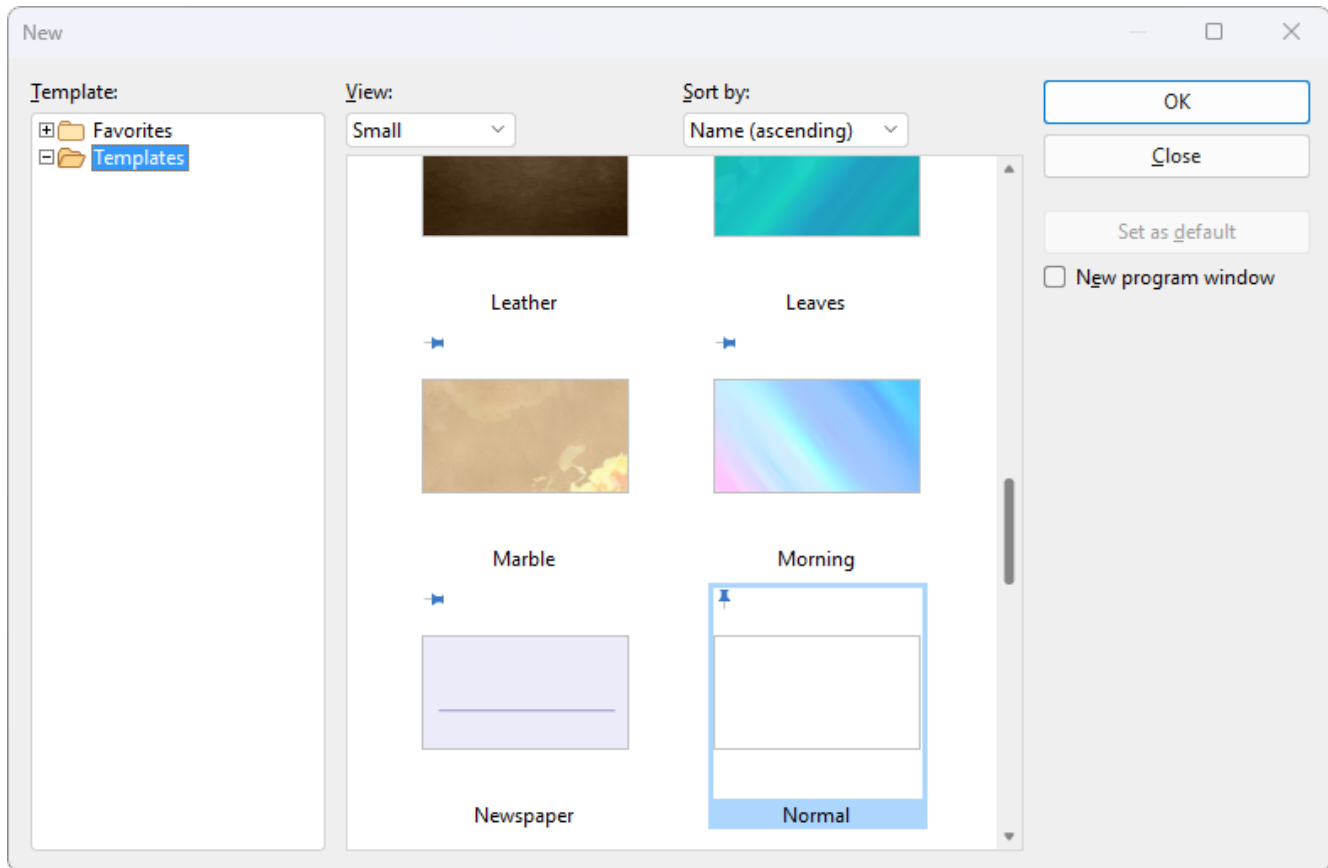 New
Template:
View:
Sort by:
OK
Favorites
Small
Name (ascending)
Templates
Close
Set as default
New program window
Leather
Leaves
Marble
Morning
Newspaper
Normal